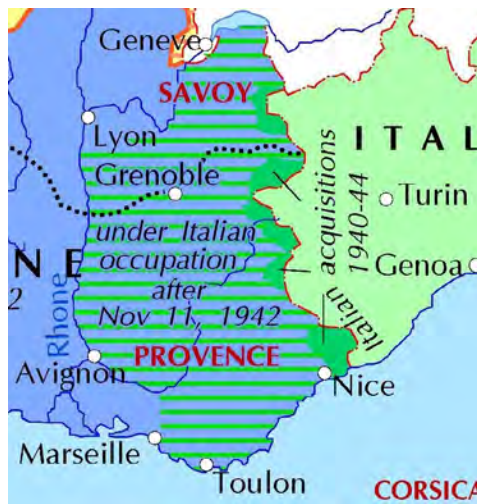 Geneve
SAVOY
Lyon
ITAL
Grenoble
Turin
Italian acquisitions
1940-44
under Italian
occupation
after
Nov 11, 1942
NE
2
Genoa
Rhone
PROVENCE
Avignon
Nice
Marseille
Toulon
CORSICA